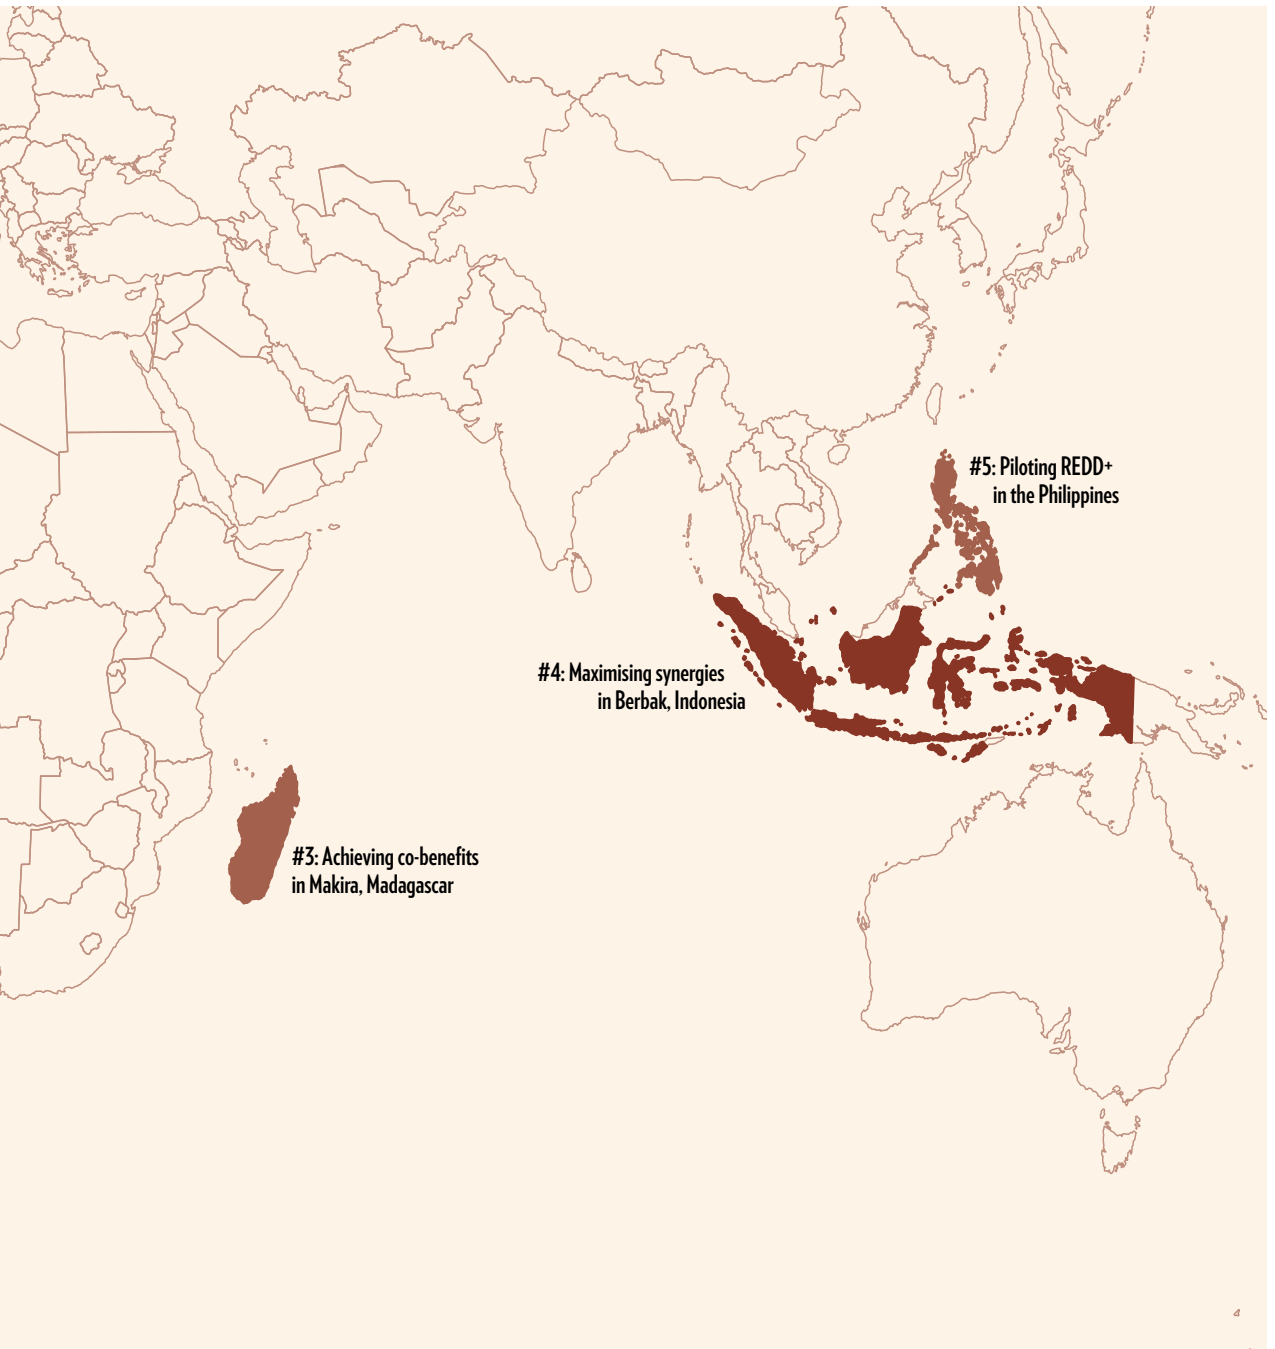 #5: Piloting REDD+
in the Philippines
#4: Maximising synergies
in Berbak, Indonesia
#3: Achieving co-benefits
in Makira, Madagascar
4